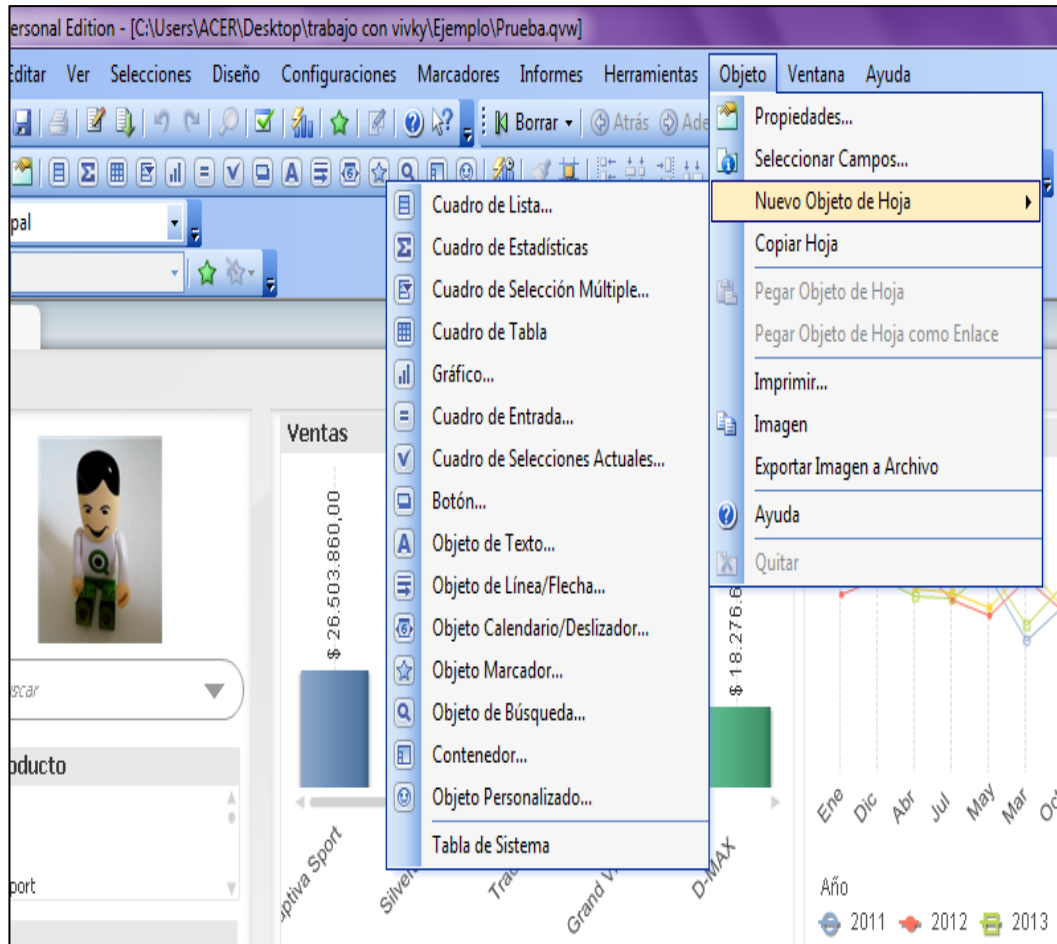 ersonal Edition - [C:\Users\ACER\Desktop\trabajo con vivky\Ejemplo\Prueba.qvw]
Editar Ver Selecciones Diseño Configuraciones Marcadores Informes Herramientas Objeto Ventana Ayuda
Borrar Atrás Ade
pal
Propiedades...
Seleccionar Campos...
Nuevo Objeto de Hoja
Copiar Hoja
Pegar Objeto de Hoja
Pegar Objeto de Hoja como Enlace
Imprimir...
Imagen
Exportar Imagen a Archivo
Ayuda
Quitar
Cuadro de Lista...
Cuadro de Estadísticas
Cuadro de Selección Múltiple...
Cuadro de Tabla
Gráfico...
Cuadro de Entrada...
Cuadro de Selecciones Actuales...
Botón...
Objeto de Texto...
Objeto de Línea/Flecha...
Objeto Calendario/Deslizador...
Objeto Marcador...
Objeto de Búsqueda...
Contenedor...
Objeto Personalizado...
Tabla de Sistema
scar
oducto
port
Ventas
$ 26.503.860,00
$ 18.276.6
ptiva Sport
Silver
Trac
Grand Vi
D-MAX
Ene
Dic
Abr
Jul
May
Mar
Oc
Año
2011 2012 2013